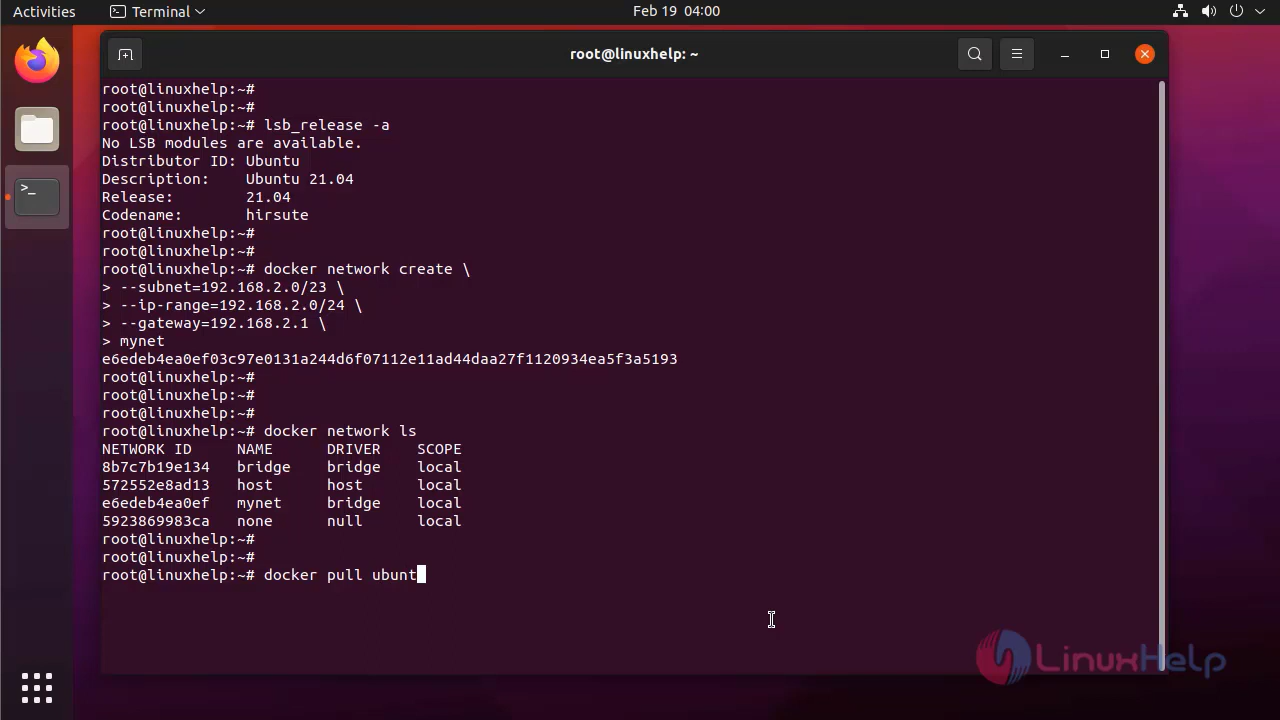 Activities Terminal Feb 19 04:00
root@linuxhelp: ~
root@linuxhelp:~#
root@linuxhelp:~#
root@linuxhelp:~# lsb_release -a
No LSB modules are available.
Distributor ID: Ubuntu
Description: Ubuntu 21.04
Release: 21.04
Codename: hirsute
root@linuxhelp:~#
root@linuxhelp:~#
root@linuxhelp:~# docker network create \
> --subnet=192.168.2.0/23 \
> --ip-range=192.168.2.0/24 \
> --gateway=192.168.2.1 \
> mynet
e6edeb4ea0ef03c97e0131a244d6f07112e11ad44daa27f1120934ea5f3a5193
root@linuxhelp:~#
root@linuxhelp:~#
root@linuxhelp:~#
root@linuxhelp:~# docker network ls
NETWORK ID NAME DRIVER SCOPE
8b7c7b19e134 bridge bridge local
572552e8ad13 host host local
e6edeb4ea0ef mynet bridge local
5923869983ca none null local
root@linuxhelp:~#
root@linuxhelp:~#
root@linuxhelp:~# docker pull ubunt
LinuxHelp